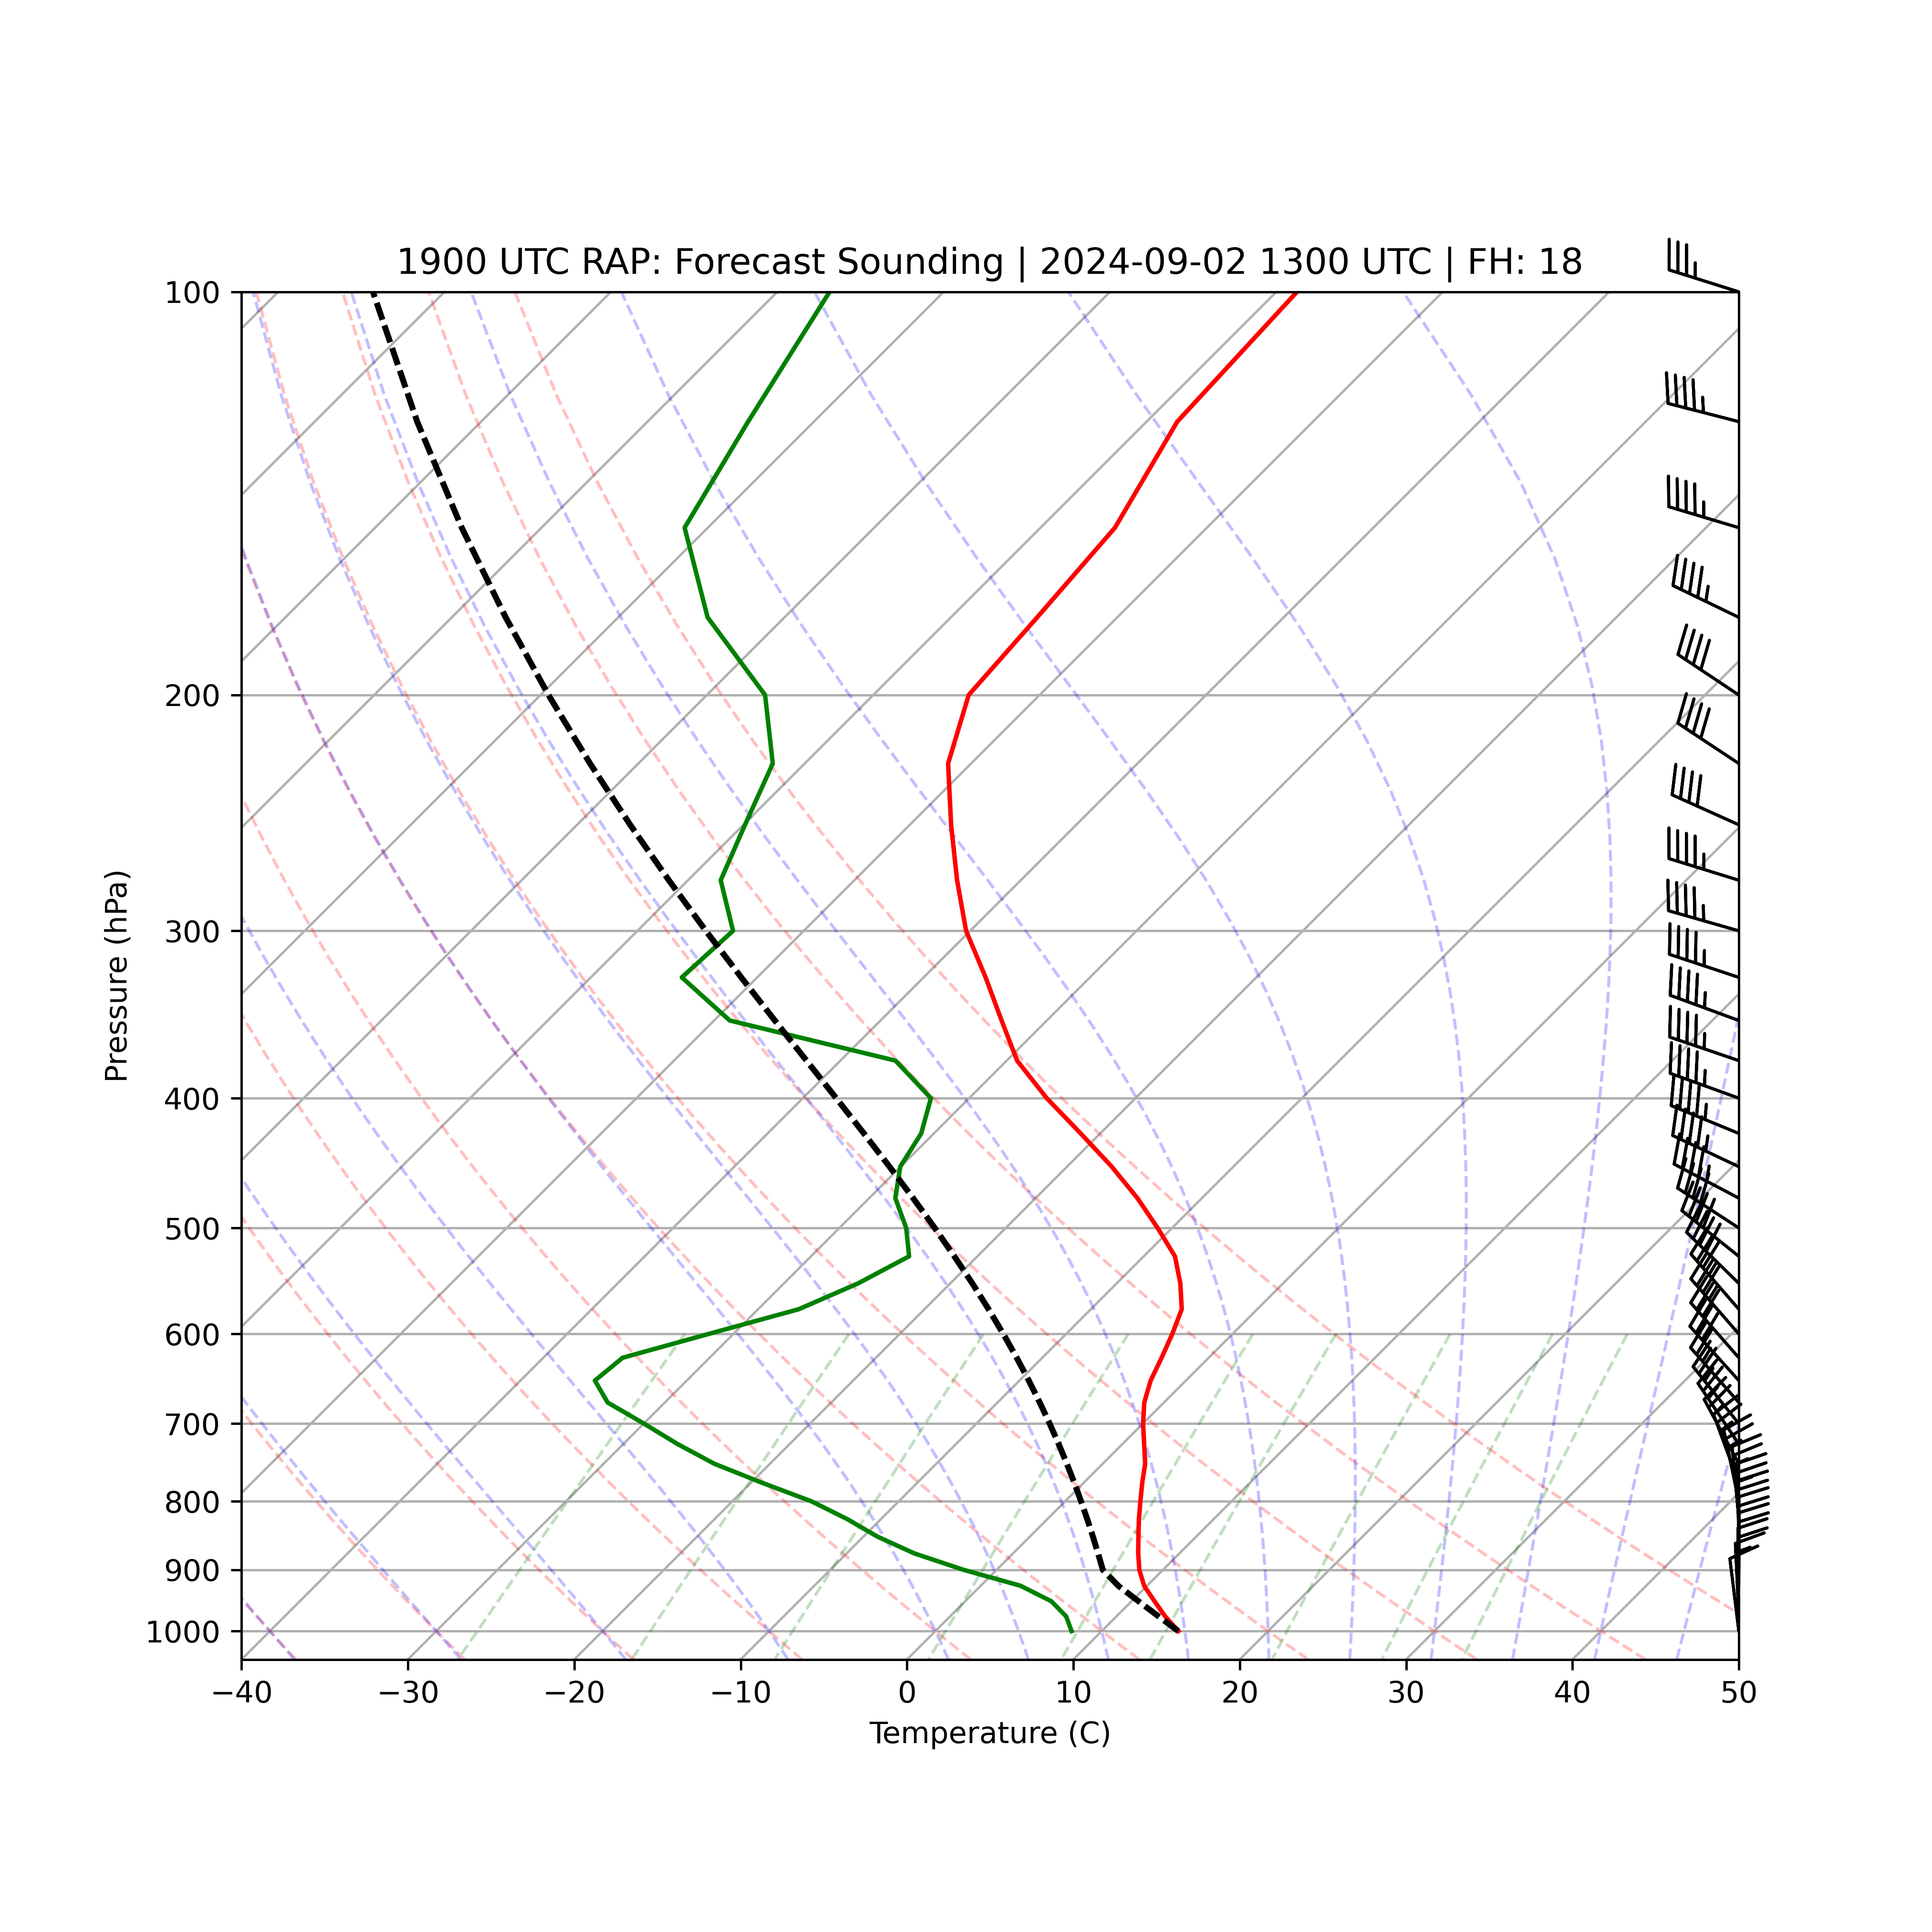 1900 UTC RAP: Forecast Sounding | 2024-09-02 1300 UTC | FH: 18
100
200
300
400
500
600
700
800
900
1000
Pressure (hPa)
−40 −30 −20 −10 0 10 20 30 40 50
Temperature (C)